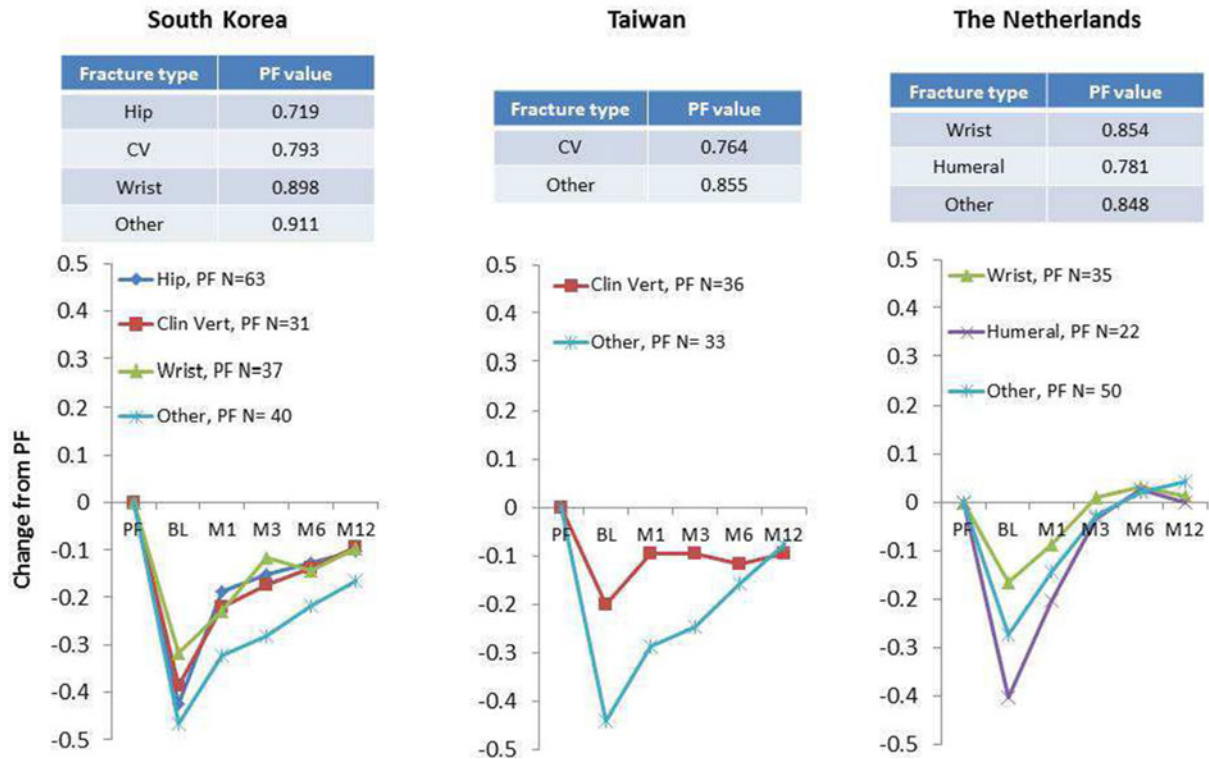 South Korea
Fracture type PF value
Hip 0.719
CV 0.793
Wrist 0.898
Other 0.911
Change from PF
0.5
0.4
0.3
0.2
0.1
0
-0.1
-0.2
-0.3
-0.4
-0.5
Hip, PF N=63
Clin Vert, PF N=31
Wrist, PF N=37
Other, PF N= 40
PF BL M1 M3 M6 M12
Taiwan
Fracture type PF value
CV 0.764
Other 0.855
0.5
0.4
0.3
0.2
0.1
0
-0.1
-0.2
-0.3
-0.4
-0.5
Clin Vert, PF N=36
Other, PF N= 33
PF BL M1 M3 M6 M12
The Netherlands
Fracture type PF value
Wrist 0.854
Humeral 0.781
Other 0.848
0.5
0.4
0.3
0.2
0.1
0
-0.1
-0.2
-0.3
-0.4
-0.5
Wrist, PF N=35
Humeral, PF N=22
Other, PF N= 50
PF BL M1 M3 M6 M12